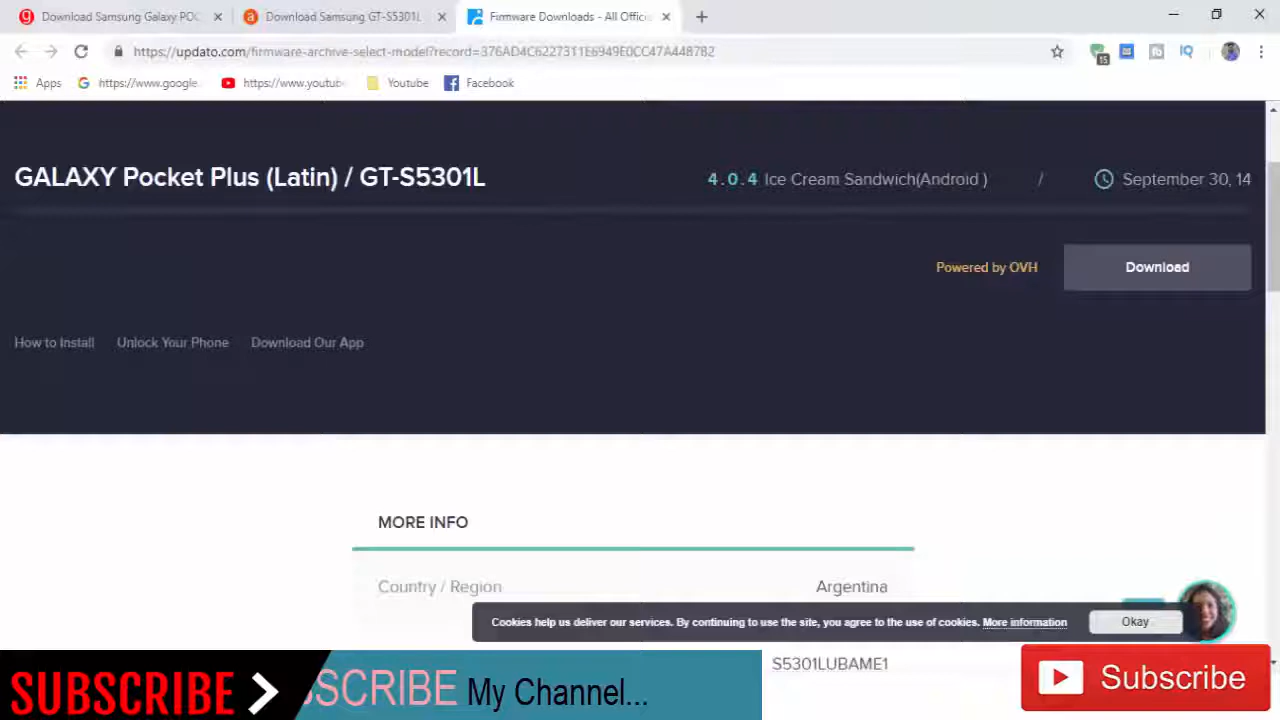 Download Samsung Galaxy POC
Download Samsung GT-S5301L
Firmware Downloads - All Offic
https://updato.com/firmware-archive-select-model?record=376AD4C6227311E6949E0CC47A448782
15
IQ
Apps
https://www.google
https://www.youtub
Youtube
Facebook
GALAXY Pocket Plus (Latin) / GT-S5301L
4.0.4 Ice Cream Sandwich(Android )
/
September 30, 14
Powered by OVH
Download
How to Install
Unlock Your Phone
Download Our App
MORE INFO
Country / Region
Argentina
Cookies help us deliver our services. By continuing to use the site, you agree to the use of cookies. More information
Okay
S5301LUBAME1
SUBSCRIBE
SCRIBE My Channel...
Subscribe